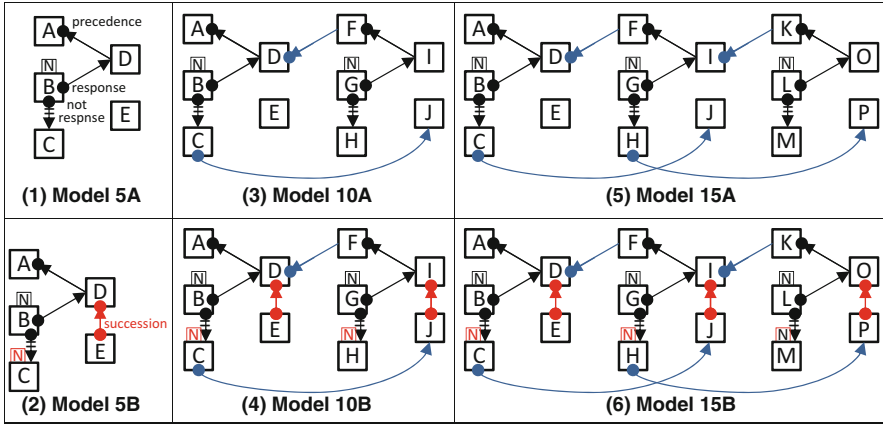 A
precedence
D
N
B
response
not
respnse
E
C
(1) Model 5A
A
F
D
I
N
N
B
G
E
J
C
H
(3) Model 10A
A
F
K
D
I
O
N
N
N
B
G
L
E
J
P
C
H
M
(5) Model 15A
A
D
N
B
succession
N
E
C
(2) Model 5B
A
F
D
I
N
N
B
G
N
E
N
J
C
H
(4) Model 10B
A
F
K
D
I
O
N
N
N
B
G
L
N
E
N
J
N
P
C
H
M
(6) Model 15B